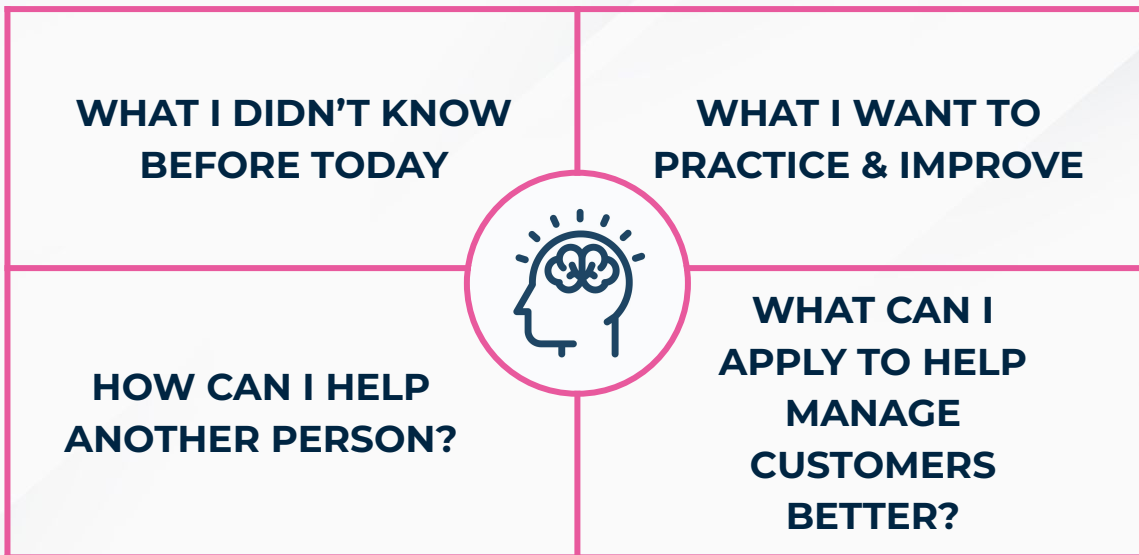 WHAT I DIDN’T KNOW
BEFORE TODAY
WHAT I WANT TO
PRACTICE & IMPROVE
HOW CAN I HELP
ANOTHER PERSON?
WHAT CAN I
APPLY TO HELP
MANAGE
CUSTOMERS
BETTER?